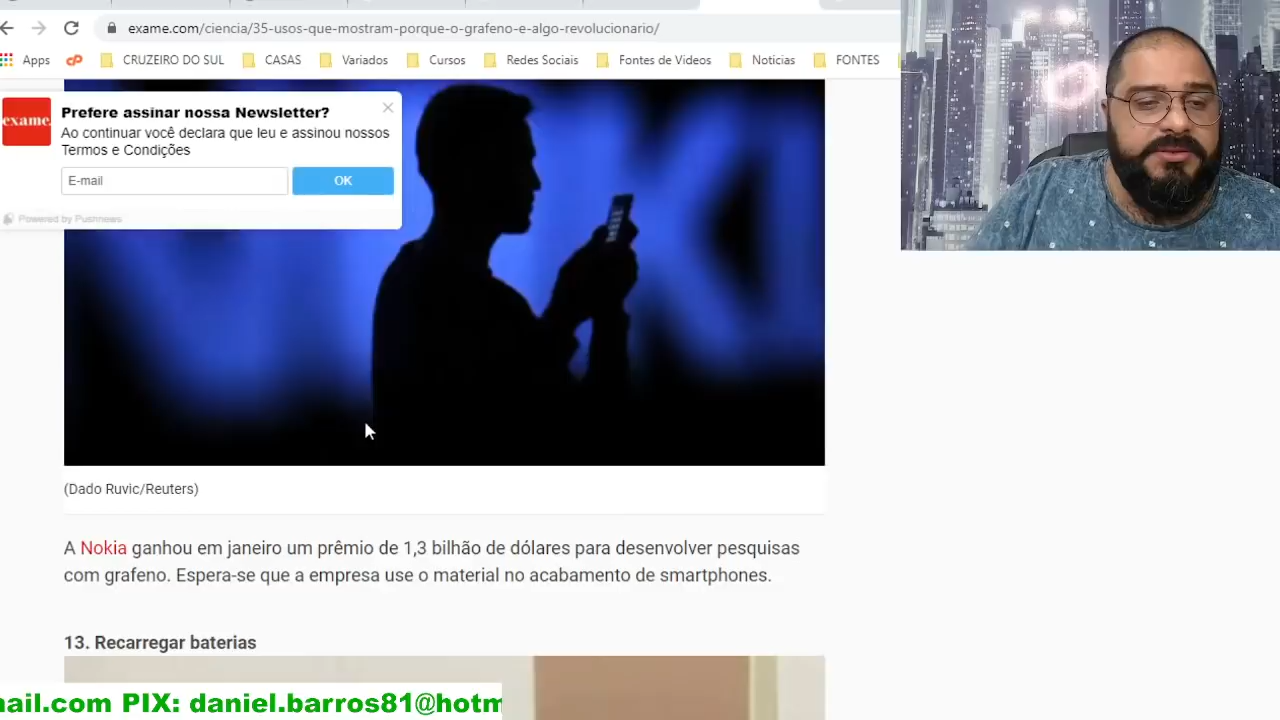 exame.com/ciencia/35-usos-que-mostram-porque-o-grafeno-e-algo-revolucionario/
Apps CRUZEIRO DO SUL CASAS Variados Cursos Redes Sociais Fontes de Videos Noticias FONTES
exame.
Prefere assinar nossa Newsletter?
Ao continuar você declara que leu e assinou nossos
Termos e Condições
E-mail
OK
Powered by Pushnews
(Dado Ruvic/Reuters)
A Nokia ganhou em janeiro um prêmio de 1,3 bilhão de dólares para desenvolver pesquisas
com grafeno. Espera-se que a empresa use o material no acabamento de smartphones.
13. Recarregar baterias
mail.com PIX: daniel.barros81@hotm